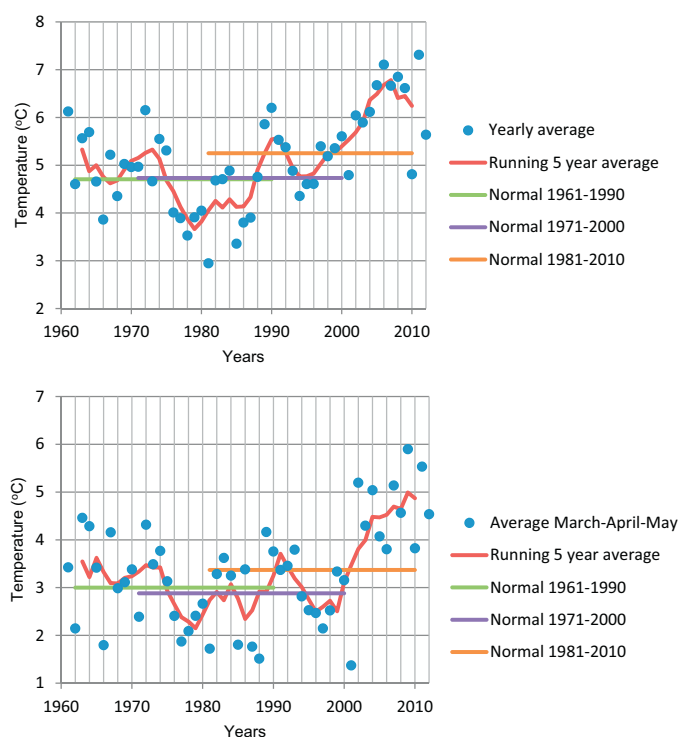 8
7
6
5
4
3
2
Temperature (°C)
1960 1970 1980 1990 2000 2010
Years
Yearly average
Running 5 year average
Normal 1961-1990
Normal 1971-2000
Normal 1981-2010
7
6
5
4
3
2
1
Temperature (°C)
1960 1970 1980 1990 2000 2010
Years
Average March-April-May
Running 5 year average
Normal 1961-1990
Normal 1971-2000
Normal 1981-2010